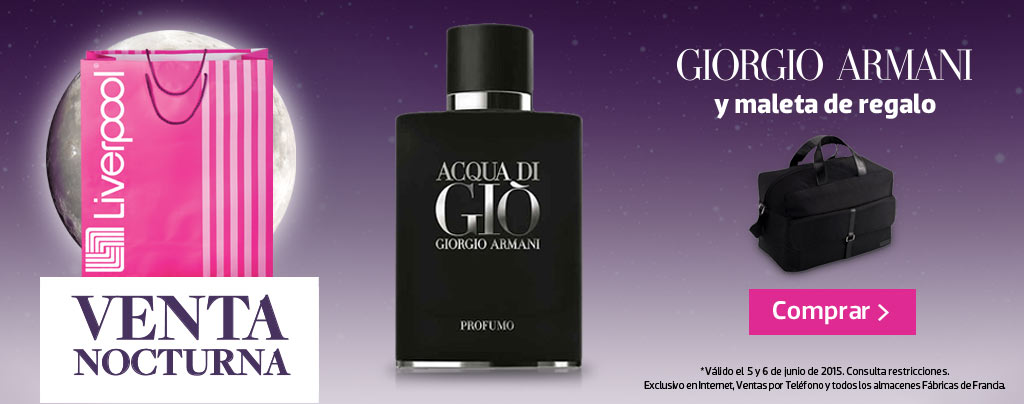 Liverpool
VENTA
NOCTURNA
ACQUA DI
GIÒ
GIORGIO ARMANI
PROFUMO
GIORGIO ARMANI
y maleta de regalo
Comprar >
*Válido el 5 y 6 de junio de 2015. Consulta restricciones.
Exclusivo en Internet, Ventas por Teléfono y todos los almacenes Fábricas de Francia.